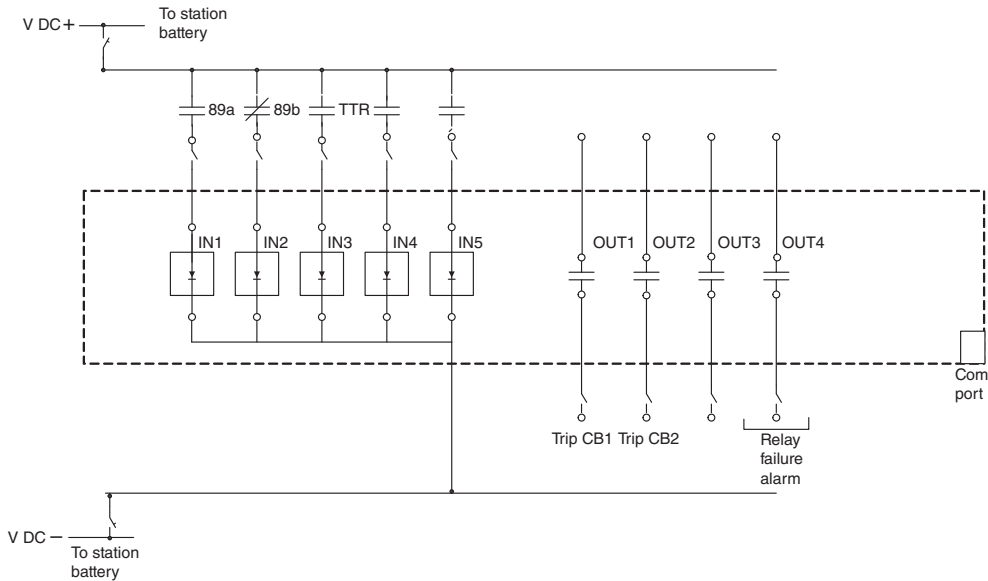 V DC+
To station
battery
89a
89b
TTR
IN1
IN2
IN3
IN4
IN5
OUT1
OUT2
OUT3
OUT4
Com
port
Trip CB1
Trip CB2
Relay
failure
alarm
V DC–
To station
battery